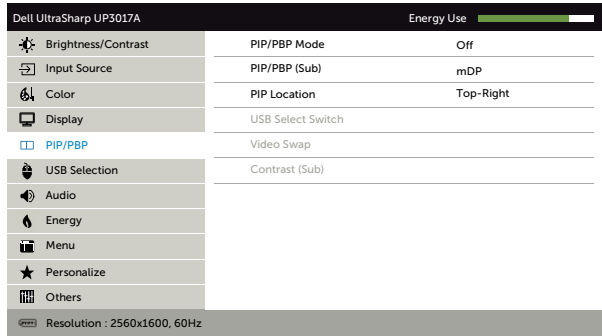 Dell UltraSharp UP3017A Energy Use
Brightness/Contrast PIP/PBP Mode Off
Input Source PIP/PBP (Sub) mDP
Color PIP Location Top-Right
Display USB Select Switch
PIP/PBP Video Swap
USB Selection Contrast (Sub)
Audio
Energy
Menu
Personalize
Others
Resolution : 2560x1600, 60Hz